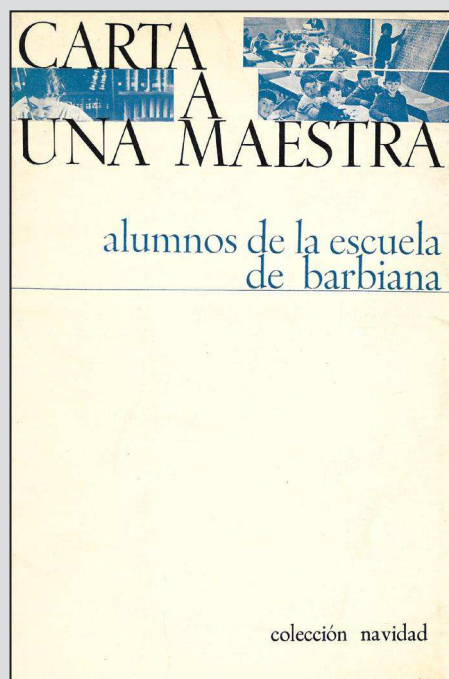 CARTA
A
UNA MAESTRA
alumnos de la escuela
de barbiana
colección navidad